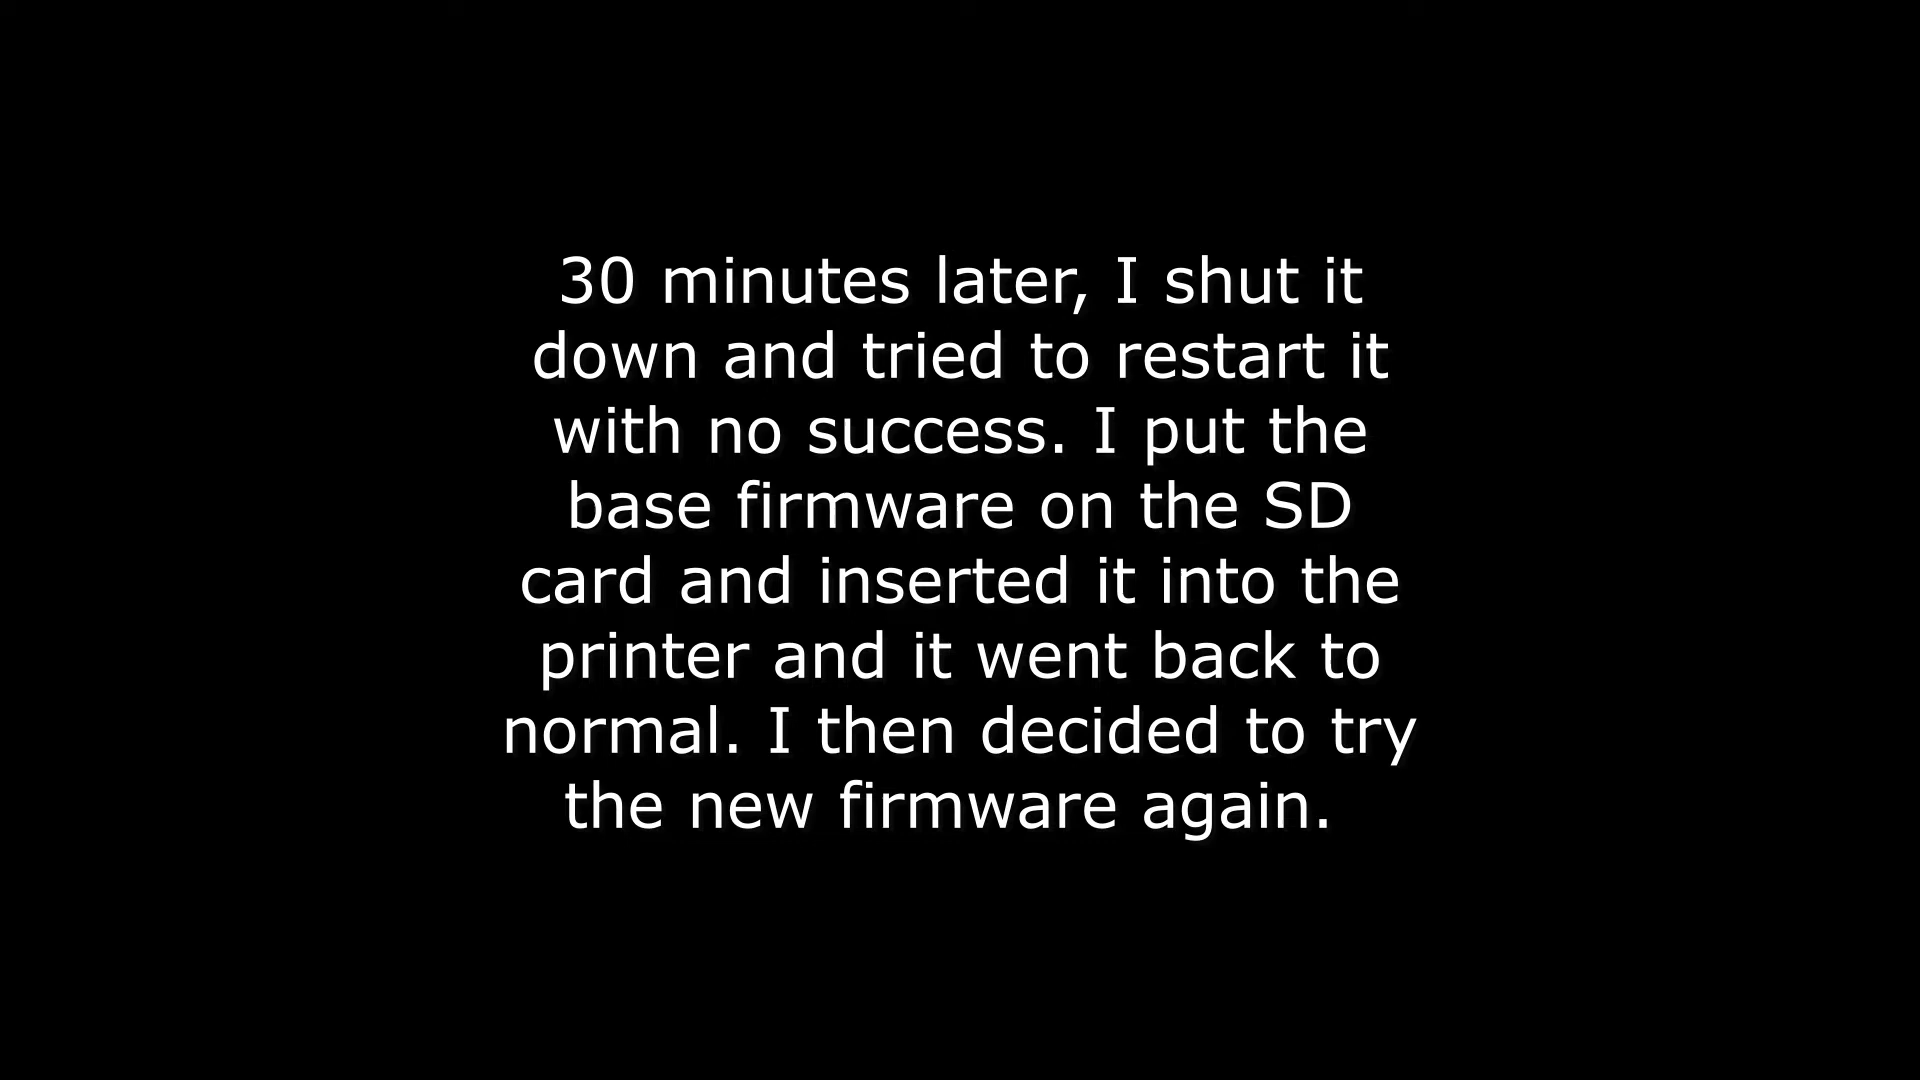 30 minutes later, I shut it
down and tried to restart it
with no success. I put the
base firmware on the SD
card and inserted it into the
printer and it went back to
normal. I then decided to try
the new firmware again.